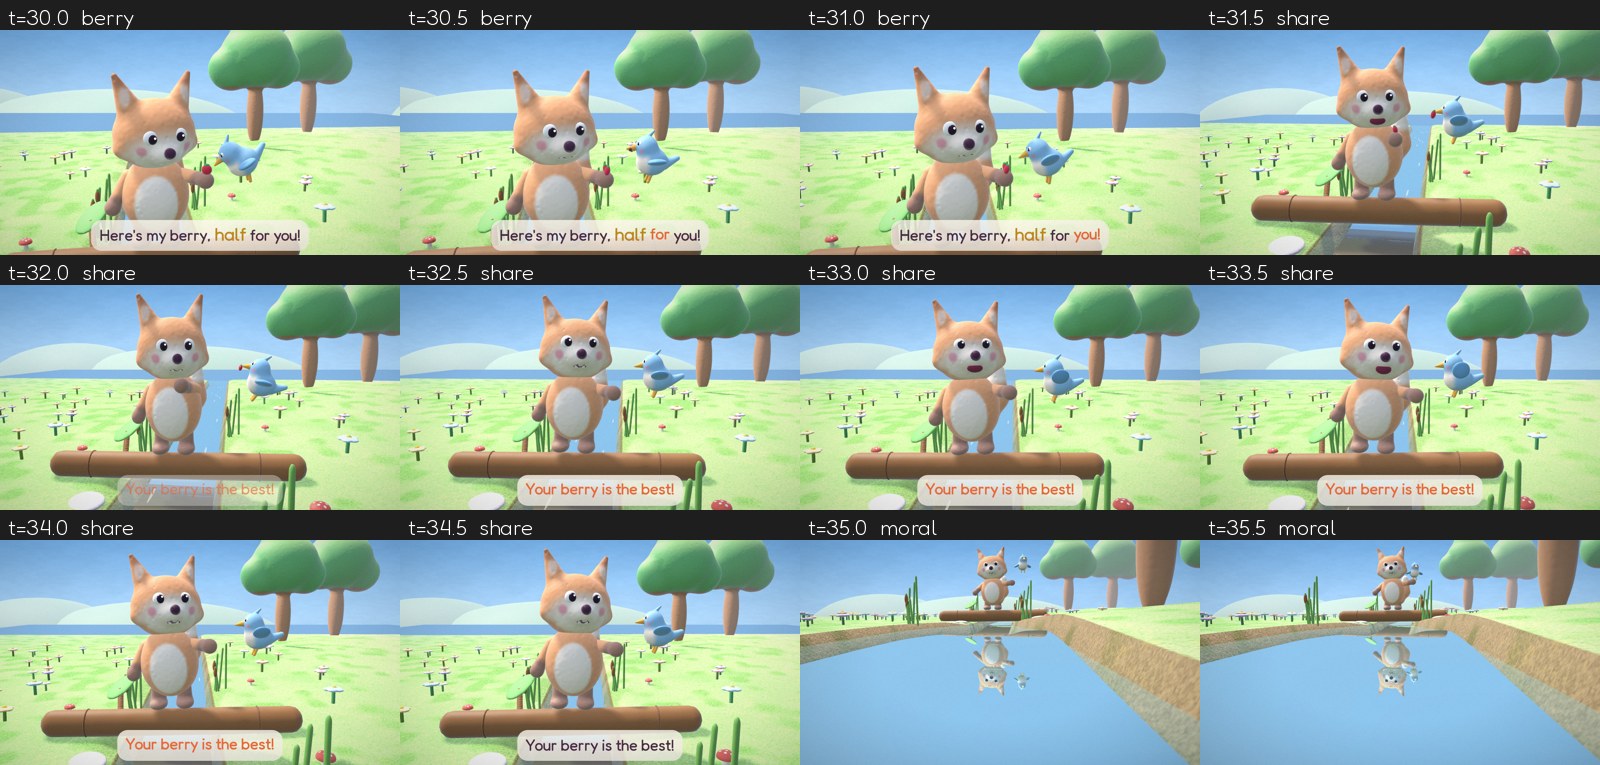 t=30.0 berry
t=30.5 berry
t=31.0 berry
t=31.5 share
Here's my berry, half for you!
Here's my berry, half for you!
Here's my berry, half for you!
t=32.0 share
t=32.5 share
t=33.0 share
t=33.5 share
Your berry is the best!
Your berry is the best!
Your berry is the best!
Your berry is the best!
t=34.0 share
t=34.5 share
t=35.0 moral
t=35.5 moral
Your berry is the best!
Your berry is the best!